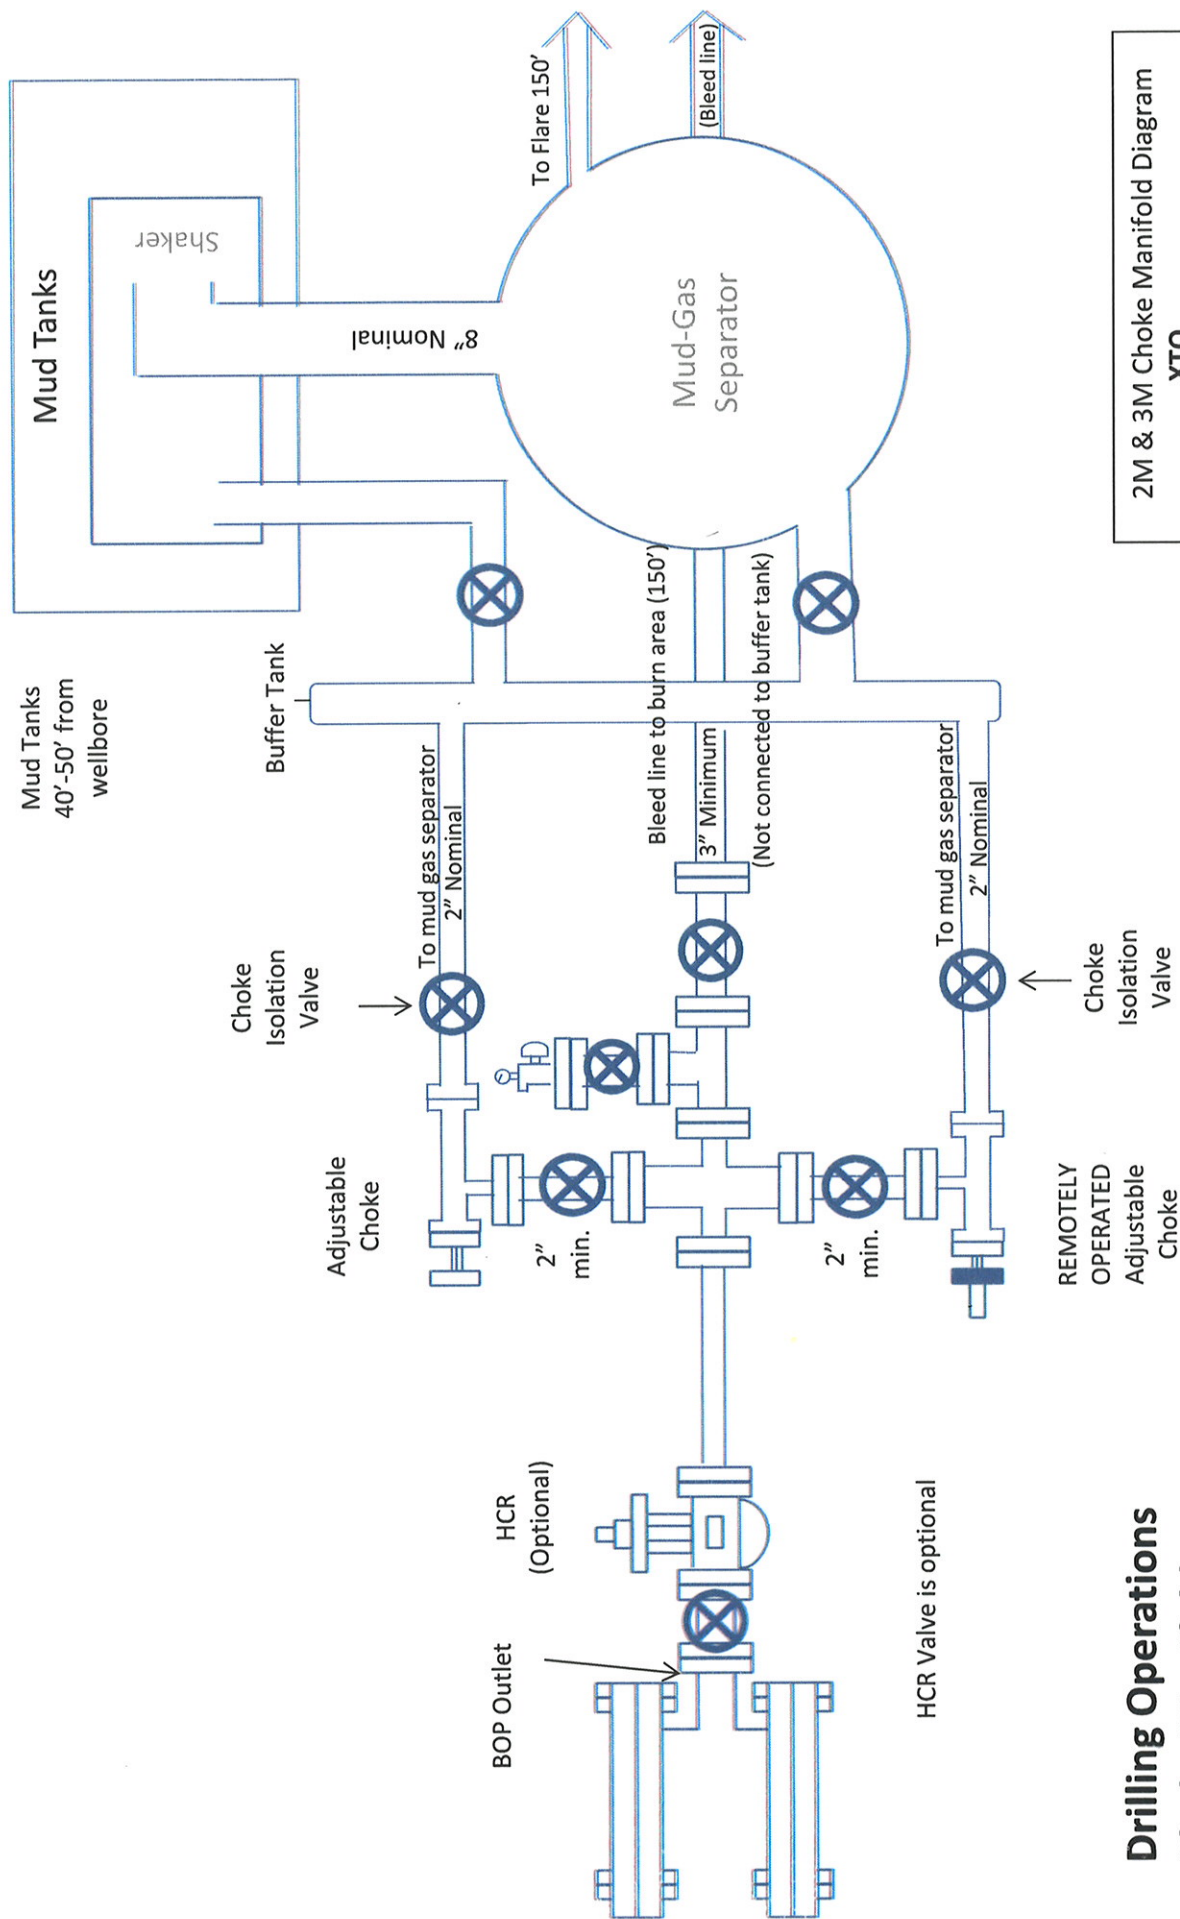 Mud Tanks
40’-50’ from
wellbore
Mud Tanks
Shaker
8” Nominal
To Flare 150’
(Bleed line)
Mud-Gas
Separator
Buffer Tank
Choke
Isolation
Valve
To mud gas separator
2” Nominal
Bleed line to burn area (150’)
3” Minimum
(Not connected to buffer tank)
To mud gas separator
2” Nominal
Choke
Isolation
Valve
Adjustable
Choke
2”
min.
2”
min.
REMOTELY
OPERATED
Adjustable
Choke
HCR
(Optional)
BOP Outlet
HCR Valve is optional
Drilling Operations
2M & 3M Choke Manifold Diagram
XTO